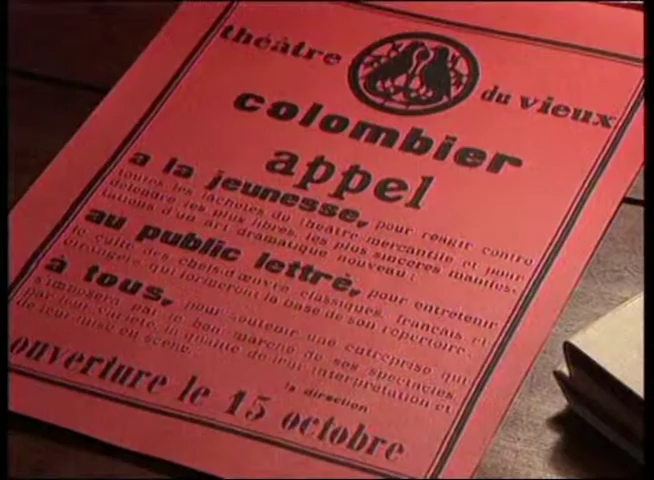 théâtre du vieux
colombier
appel
a la jeunesse, pour réagir contre
toutes les lachetés du théâtre mercantile et pour
défendre les plus libres, les plus sincères manifes-
tations d'un art dramatique nouveau ;
au public lettré, pour entretenir
le culte des chefs-d'œuvre classiques, français et
étrangers, qui formeront la base de son répertoire.
à tous, pour soutenir une entreprise qui
s'imposera par le bon marché de ses spectacles,
par leur variété, la qualité de leur interprétation et
de leur mise en scène.
la direction
ouverture le 15 octobre